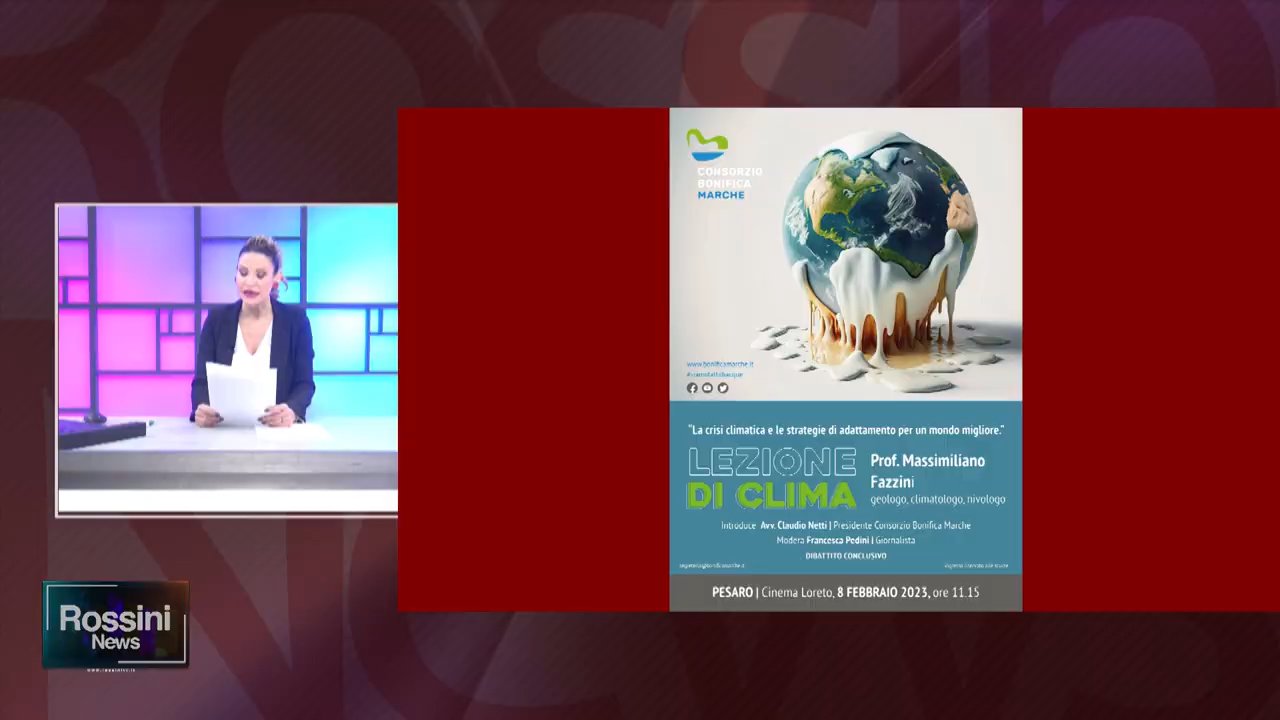 CONSORZIO
BONIFICA
MARCHE
www.bonificamarche.it
"La crisi climatica e le strategie di adattamento per un mondo migliore."
LEZIONE
DI CLIMA
Prof. Massimiliano
Fazzini
geologo, climatologo, nivologo
Introduce Avv. Claudio Netti | Presidente Consorzio Bonifica Marche
Modera Francesca Pedini | Giornalista
DIBATTITO CONCLUSIVO
PESARO | Cinema Loreto, 8 FEBBRAIO 2023, ore 11.15
Rossini
News